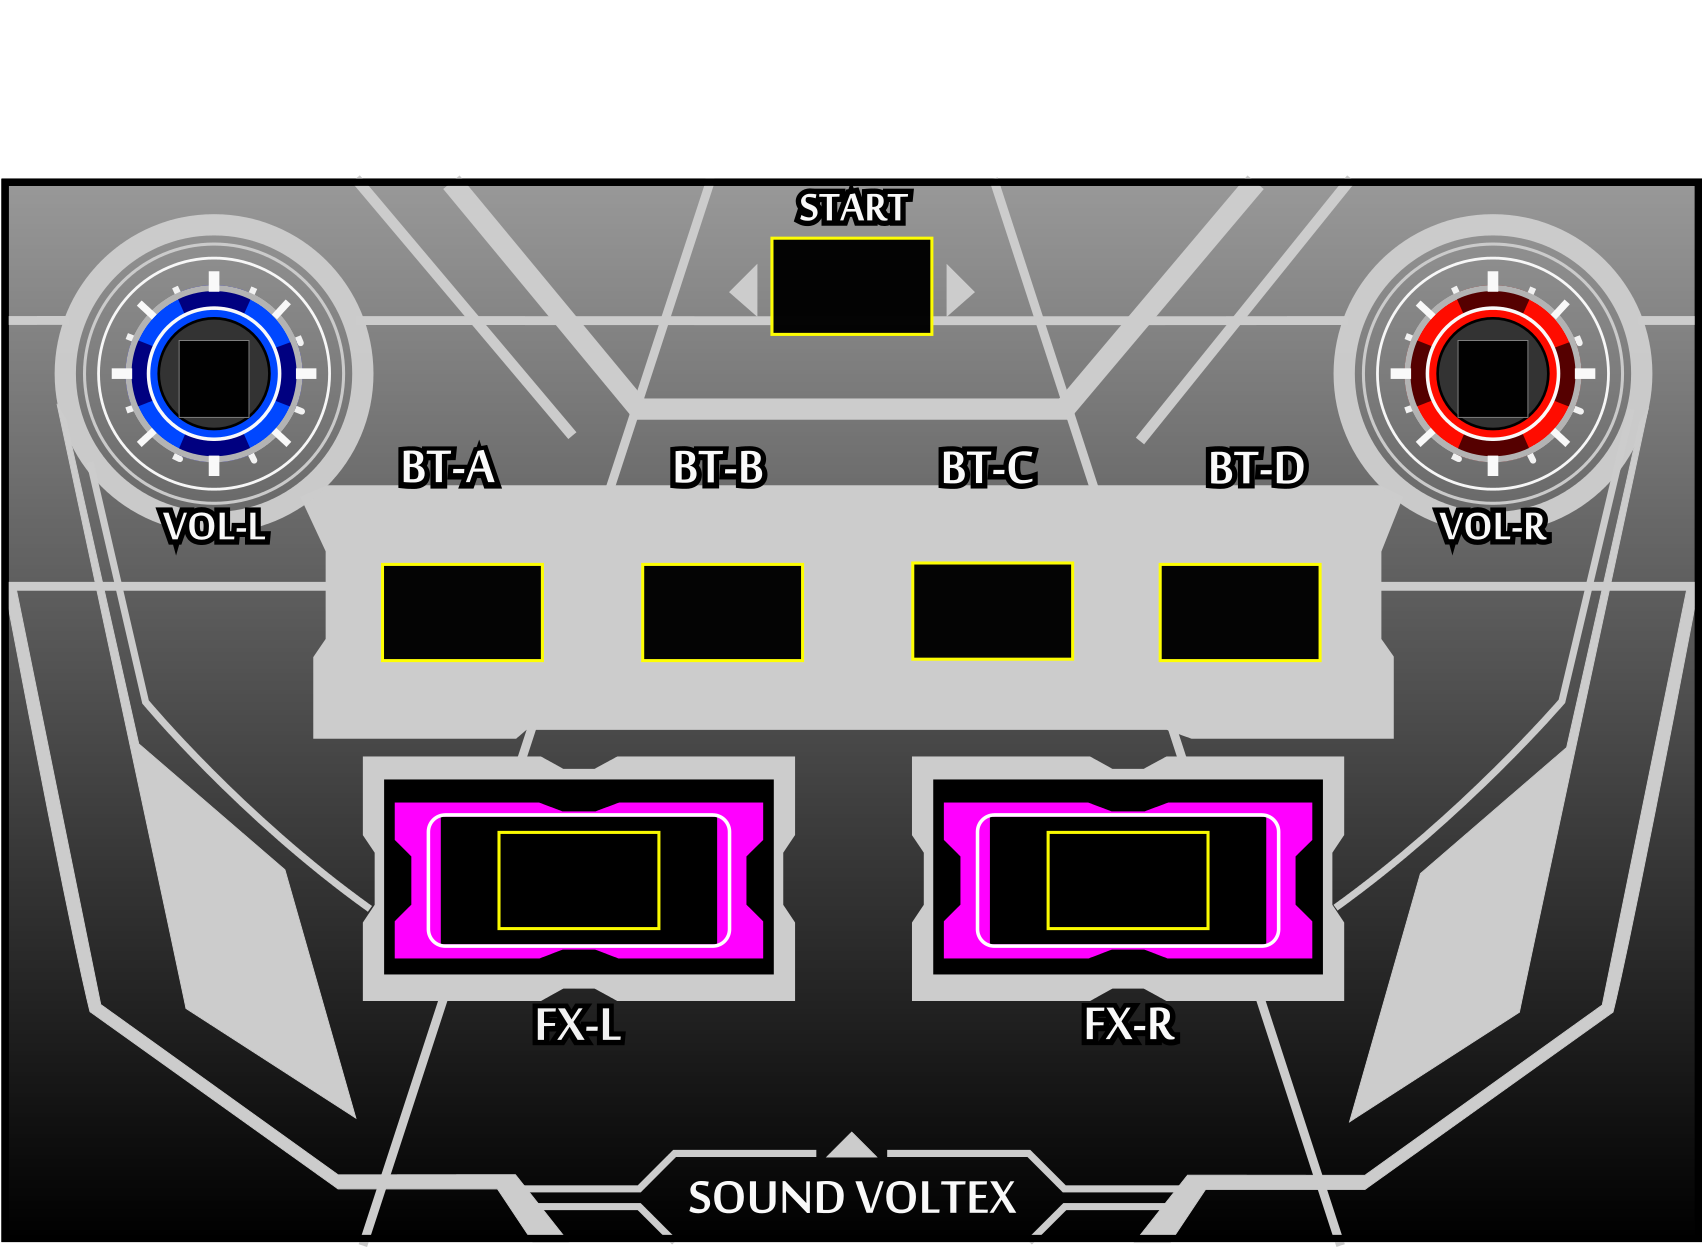 START
BT-A
BT-B
BT-C
BT-D
VOL-L
VOL-R
FX-L
FX-R
SOUND VOLTEX